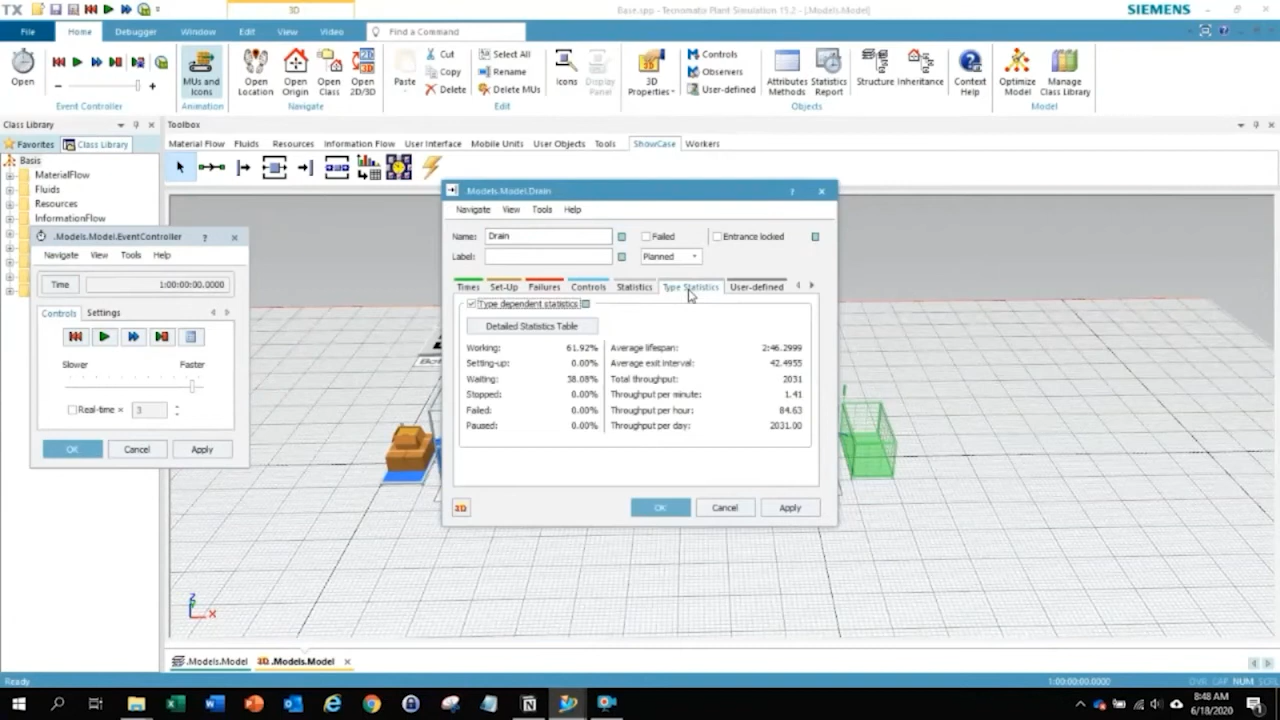 TX
3D
Base.spp - Tecnomatix Plant Simulation 15.2 - [.Models.Model]
SIEMENS
File Home Debugger Window Edit View Video Find a Command
Open
Event Controller
MUs and Icons
Animation
Open Location
Open Origin
Open Class
Open 2D/3D
Navigate
Paste
Cut
Copy
Delete
Select All
Rename
Delete MUs
Edit
Icons
Display Panel
3D Properties
Controls
Observers
User-defined
Attributes Methods
Statistics Report
Structure
Inheritance
Objects
Context Help
Optimize Model
Manage Class Library
Model
Class Library
Toolbox
Favorites Class Library
Material Flow Fluids Resources Information Flow User Interface Mobile Units User Objects Tools ShowCase Workers
Basis
MaterialFlow
Fluids
Resources
InformationFlow
.Models.Model.EventController ?
Navigate View Tools Help
Time 1:00:00:00.0000
Controls Settings
Slower Faster
Real-time × 3
OK Cancel Apply
.Models.Model.Drain ?
Navigate View Tools Help
Name: Drain Failed Entrance locked
Label: Planned
Times Set-Up Failures Controls Statistics Type Statistics User-defined
Type dependent statistics
Detailed Statistics Table
Working: 61.92% Average lifespan: 2:46.2999
Setting-up: 0.00% Average exit interval: 42.4955
Waiting: 38.08% Total throughput: 2031
Stopped: 0.00% Throughput per minute: 1.41
Failed: 0.00% Throughput per hour: 84.63
Paused: 0.00% Throughput per day: 2031.00
3D OK Cancel Apply
Z
X
.Models.Model 3D .Models.Model
Ready 1:00:00:00.0000 OVR CAP NUM SCRL
8:48 AM
6/18/2020